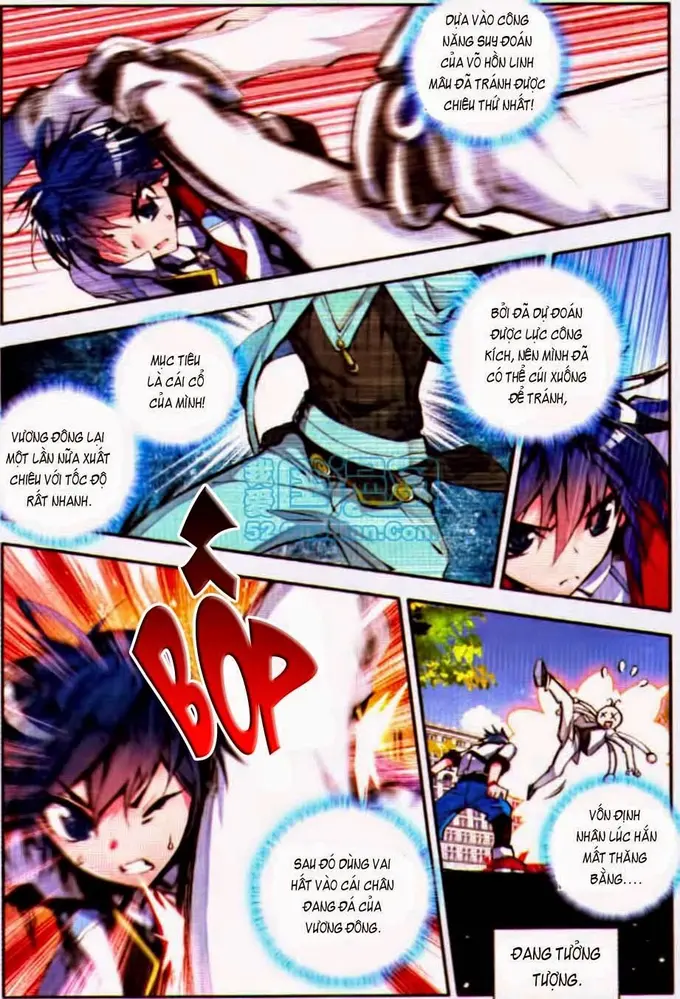 DỰA VÀO CÔNG
NĂNG SUY ĐOÁN
CỦA VÕ HỒN LINH
MÂU ĐÃ TRÁNH ĐƯỢC
CHIÊU THỨ NHẤT!
BỞI ĐÃ DỰ ĐOÁN
ĐƯỢC LỰC CÔNG
KÍCH, NÊN MÌNH ĐÃ
CÓ THỂ CÚI XUỐNG
ĐỂ TRÁNH,
MỤC TIÊU
LÀ CÁI CỔ
CỦA MÌNH!
VƯƠNG ĐÔNG LẠI
MỘT LẦN NỮA XUẤT
CHIÊU VỚI TỐC ĐỘ
RẤT NHANH.
BỐP
SAU ĐÓ DÙNG VAI
HẤT VÀO CÁI CHÂN
ĐANG ĐÁ CỦA
VƯƠNG ĐÔNG.
VỐN ĐỊNH
NHÂN LÚC HẮN
MẤT THĂNG
BẰNG....
ĐANG TƯỞNG
TƯỢNG.